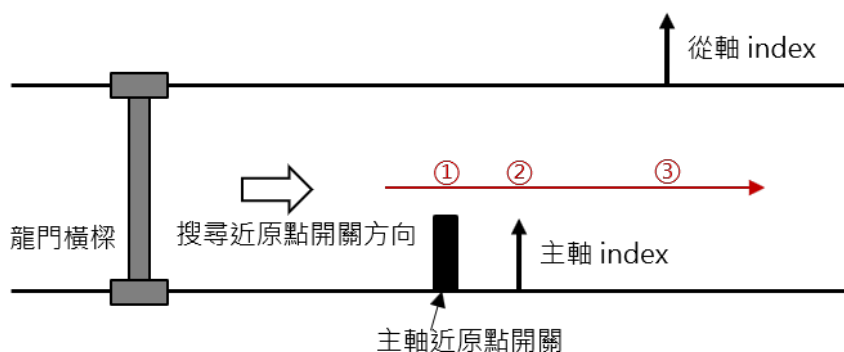 從軸 index
① ② ③
龍門橫樑
搜尋近原點開關方向
主軸 index
主軸近原點開關